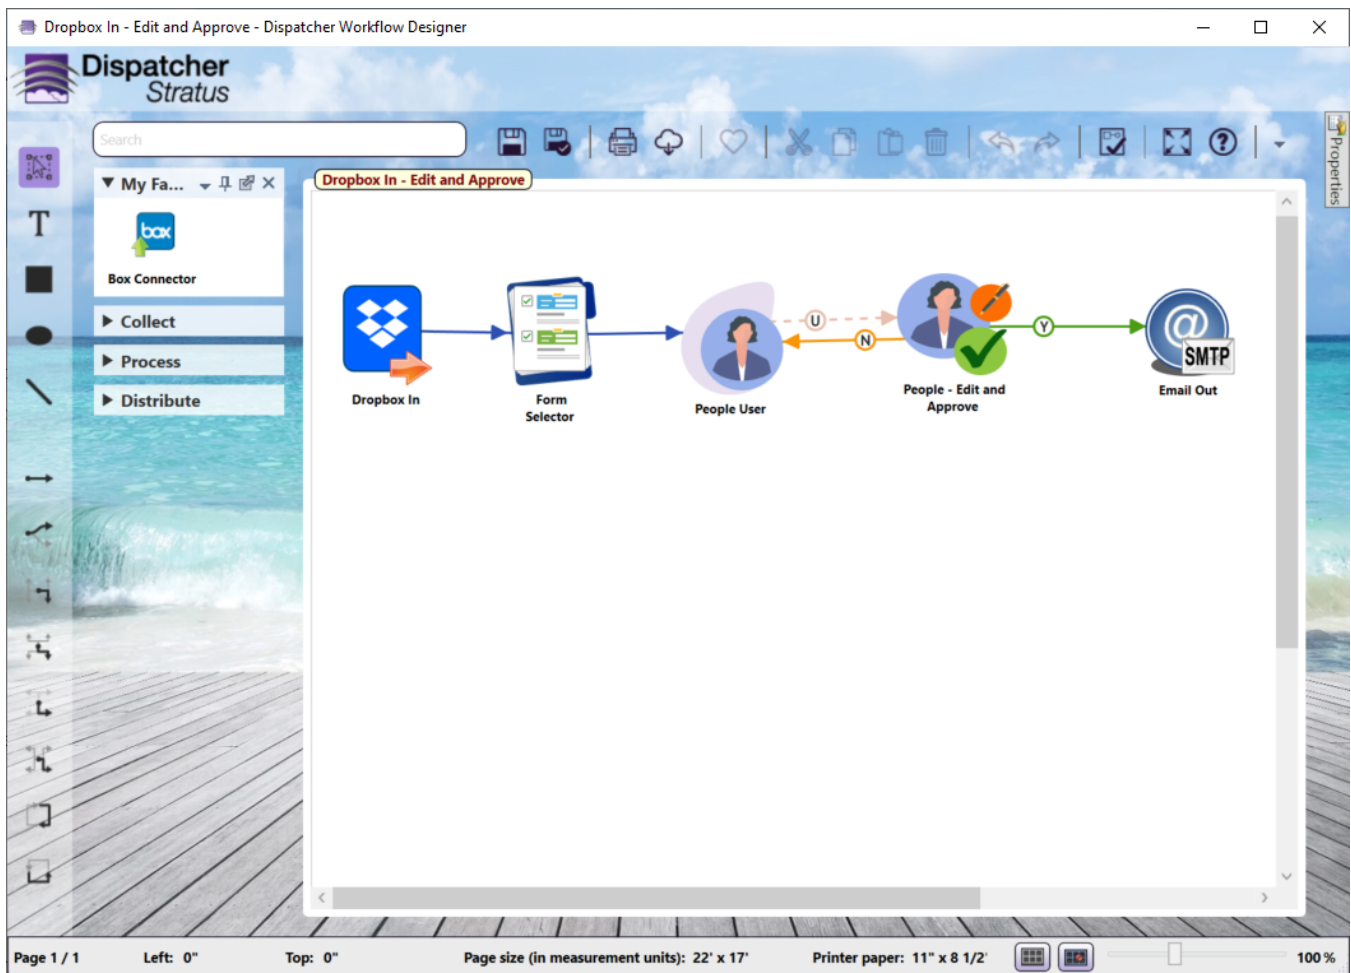 Dropbox In - Edit and Approve - Dispatcher Workflow Designer
Dispatcher
Stratus
Search
Properties
T
My Fa...
Dropbox In - Edit and Approve
box
Box Connector
Collect
Process
Distribute
U
N
Y
@
SMTP
Dropbox In
Form
Selector
People User
People - Edit and
Approve
Email Out
Page 1 / 1 Left: 0" Top: 0" Page size (in measurement units): 22' x 17' Printer paper: 11" x 8 1/2' 100 %